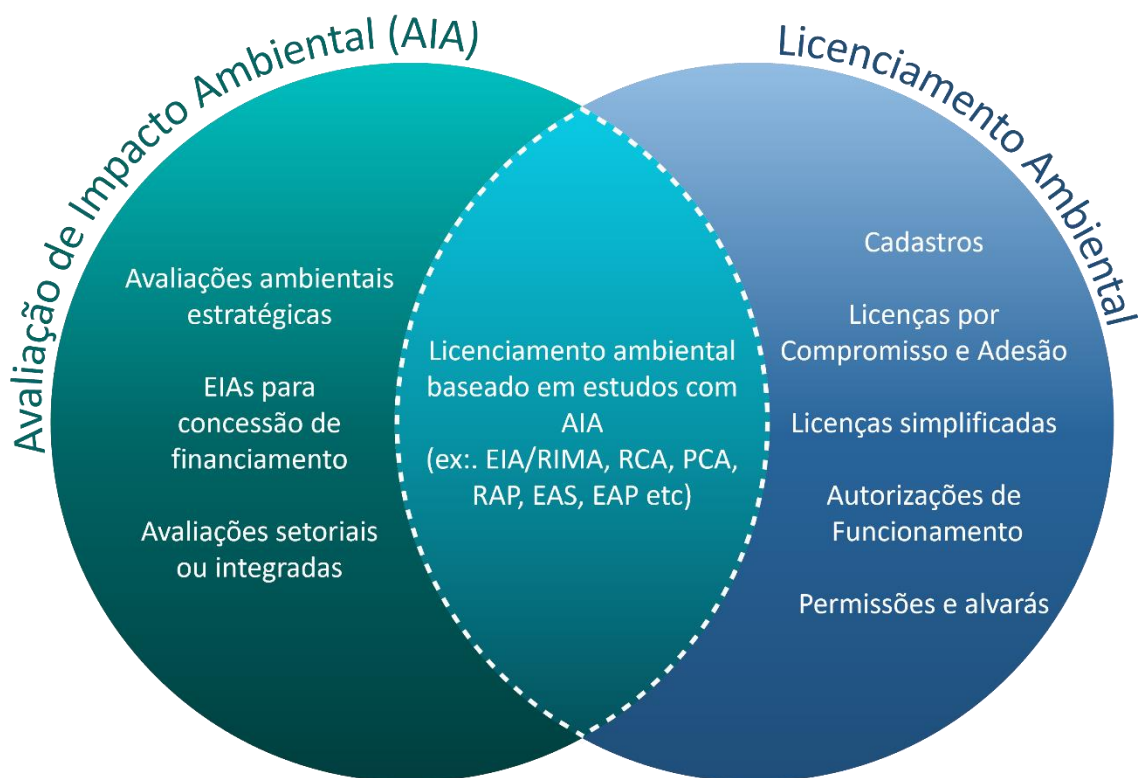 Avaliação de Impacto Ambiental (AIA)
Avaliações ambientais
estratégicas
EIAs para
concessão de
financiamento
Avaliações setoriais
ou integradas
Licenciamento ambiental
baseado em estudos com
AIA
(ex:. EIA/RIMA, RCA, PCA,
RAP, EAS, EAP etc)
Licenciamento Ambiental
Cadastros
Licenças por
Compromisso e Adesão
Licenças simplificadas
Autorizações de
Funcionamento
Permissões e alvarás